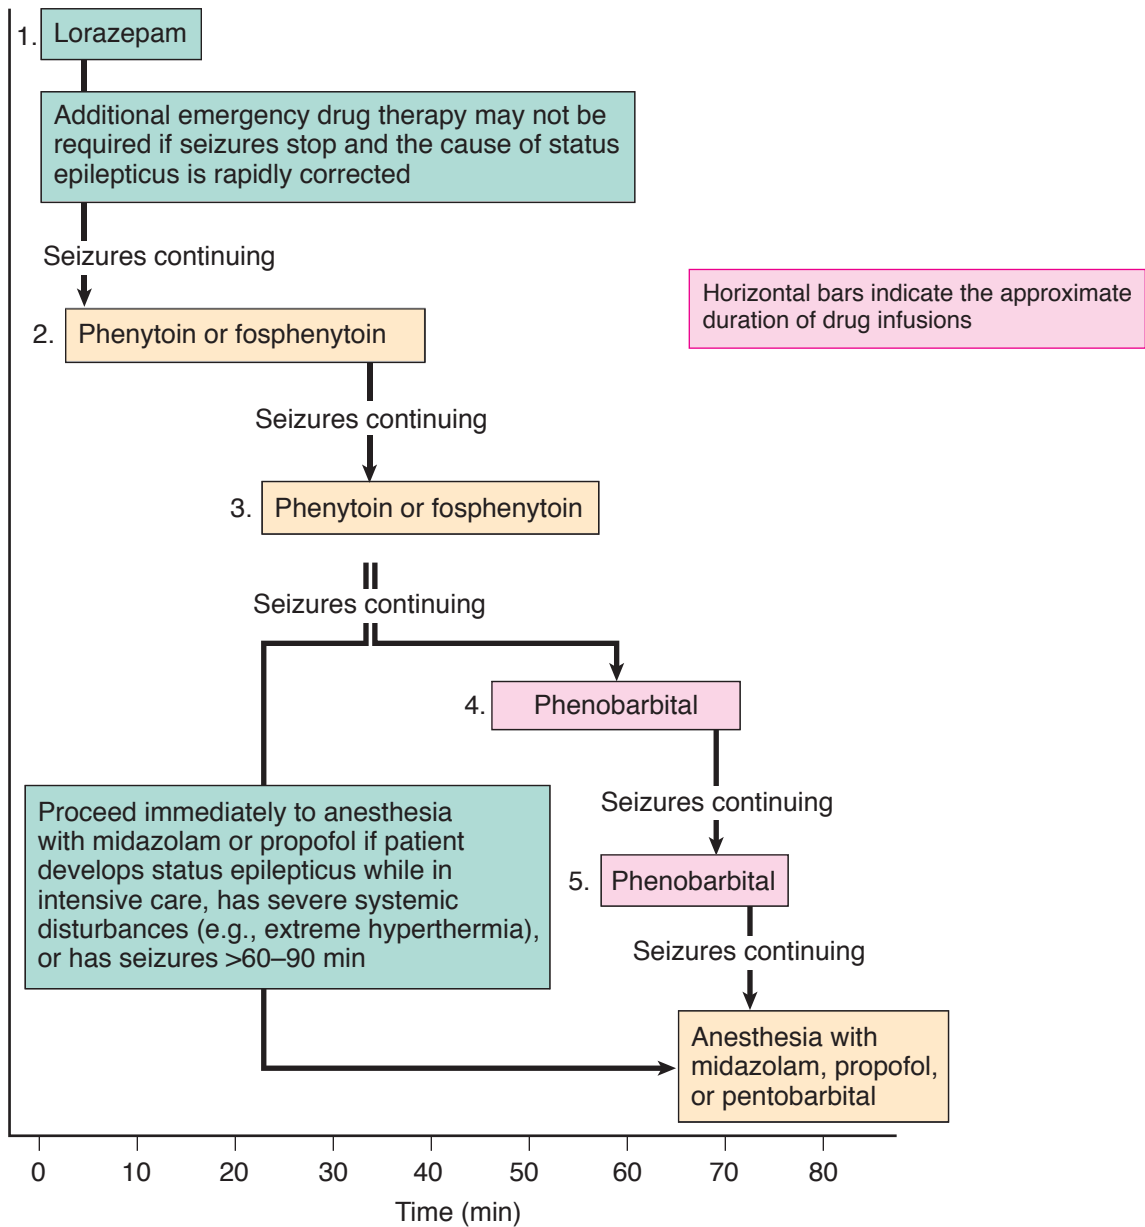 1. Lorazepam
Additional emergency drug therapy may not be
required if seizures stop and the cause of status
epilepticus is rapidly corrected
Seizures continuing
Horizontal bars indicate the approximate
duration of drug infusions
2. Phenytoin or fosphenytoin
Seizures continuing
3. Phenytoin or fosphenytoin
Seizures continuing
4. Phenobarbital
Seizures continuing
Proceed immediately to anesthesia
with midazolam or propofol if patient
develops status epilepticus while in
intensive care, has severe systemic
disturbances (e.g., extreme hyperthermia),
or has seizures >60–90 min
5. Phenobarbital
Seizures continuing
Anesthesia with
midazolam, propofol,
or pentobarbital
0 10 20 30 40 50 60 70 80
Time (min)